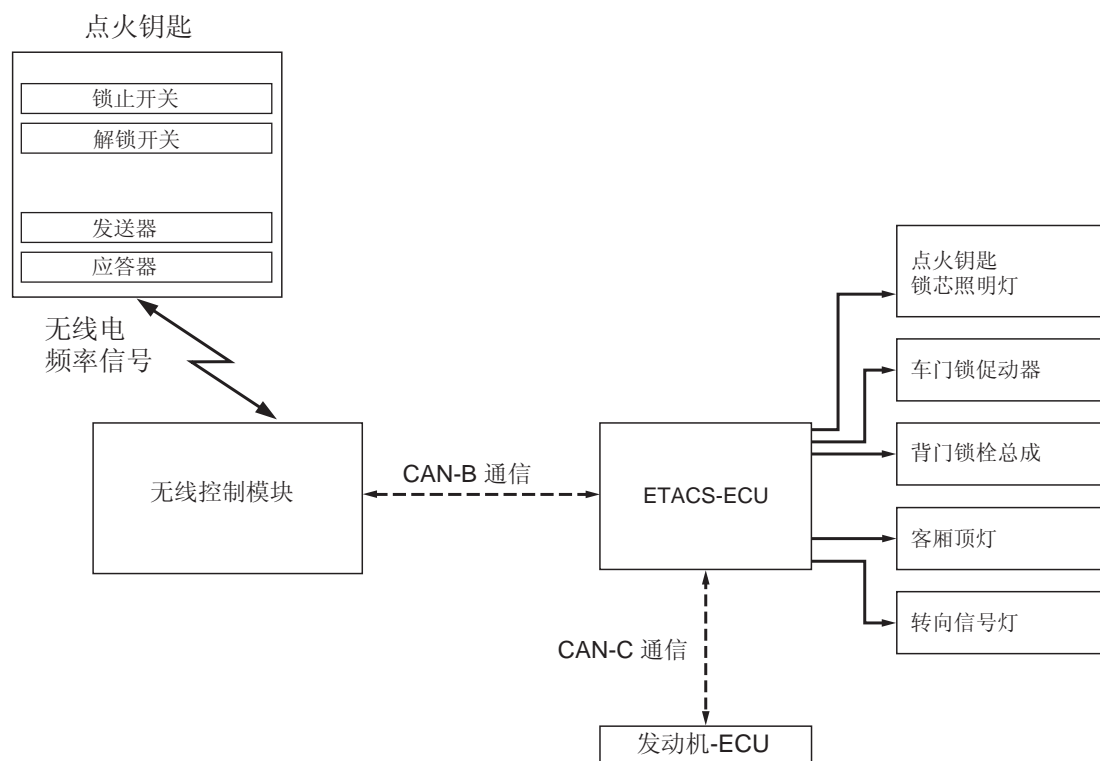 点火钥匙
锁止开关
解锁开关
发送器
应答器
无线电
频率信号
无线控制模块
CAN-B 通信
ETACS-ECU
点火钥匙
锁芯照明灯
车门锁促动器
背门锁栓总成
客厢顶灯
转向信号灯
CAN-C 通信
发动机-ECU